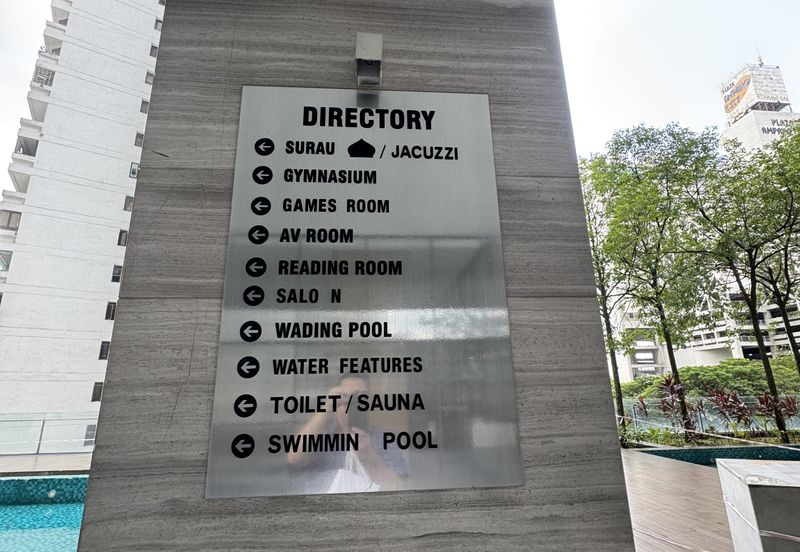 DIRECTORY
SURAU / JACUZZI
GYMNASIUM
GAMES ROOM
AV ROOM
READING ROOM
SALO N
WADING POOL
WATER FEATURES
TOILET / SAUNA
SWIMMIN POOL
PLAZA